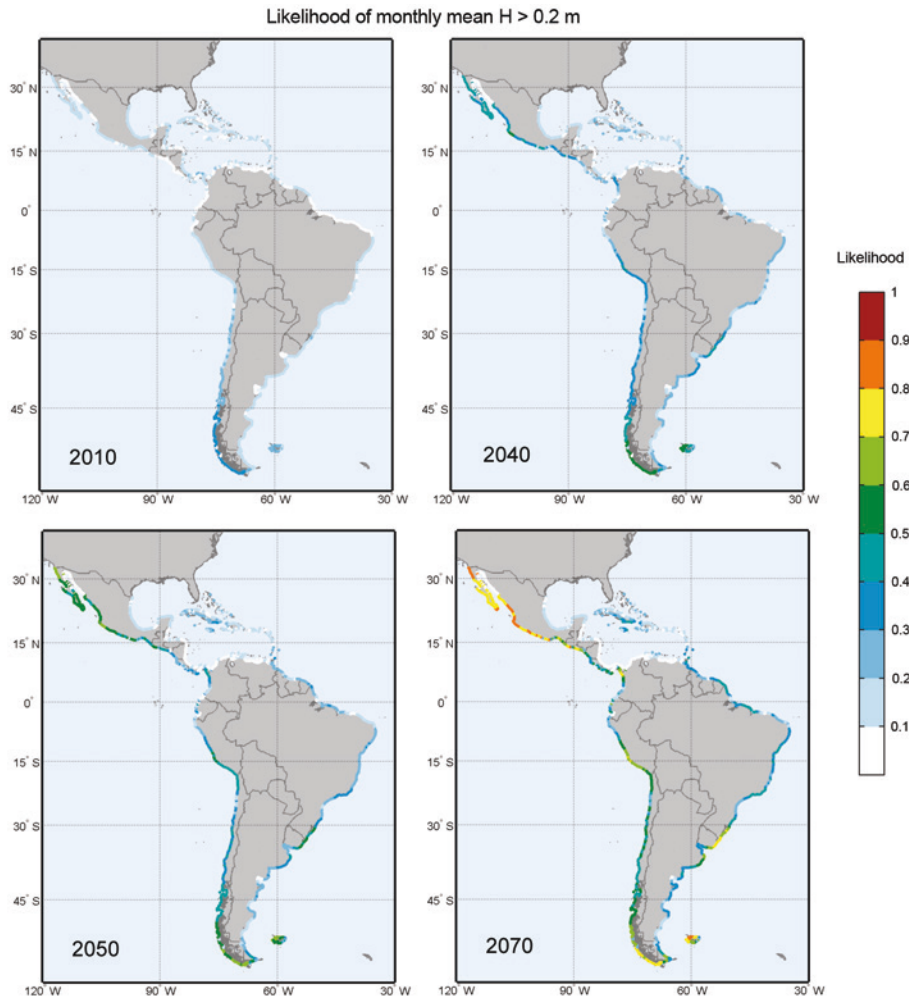 Likelihood of monthly mean H > 0.2 m
30° N
15° N
0°
15° S
30° S
45° S
2010
120 W
90 W
60 W
30 W
30° N
15° N
0°
15° S
30° S
45° S
2040
120 W
90 W
60 W
30 W
Likelihood
1
0.9
0.8
0.7
0.6
0.5
0.4
0.3
0.2
0.1
30° N
15° N
0°
15° S
30° S
45° S
2050
120 W
90 W
60 W
30 W
30° N
15° N
0°
15° S
30° S
45° S
2070
120 W
90 W
60 W
30 W